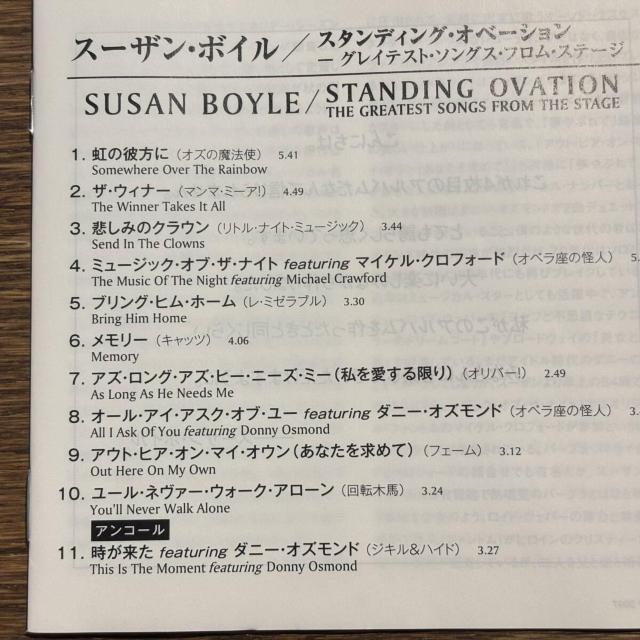 スーザン・ボイル／スタンディング・オベーション
－グレイテスト・ソングス・フロム・ステージ
SUSAN BOYLE/STANDING OVATION
THE GREATEST SONGS FROM THE STAGE
1. 虹の彼方に（オズの魔法使） 5.41
Somewhere Over The Rainbow
2. ザ・ウィナー（マンマ・ミーア!） 4.49
The Winner Takes It All
3. 悲しみのクラウン（リトル・ナイト・ミュージック） 3.44
Send In The Clowns
4. ミュージック・オブ・ザ・ナイト featuring マイケル・クロフォード（オペラ座の怪人） 5.
The Music Of The Night featuring Michael Crawford
5. ブリング・ヒム・ホーム（レ・ミゼラブル） 3.30
Bring Him Home
6. メモリー（キャッツ） 4.06
Memory
7. アズ・ロング・アズ・ヒー・ニーズ・ミー（私を愛する限り）（オリバー!） 2.49
As Long As He Needs Me
8. オール・アイ・アスク・オブ・ユー featuring ダニー・オズモンド（オペラ座の怪人） 3.
All I Ask Of You featuring Donny Osmond
9. アウト・ヒア・オン・マイ・オウン（あなたを求めて）（フェーム） 3.12
Out Here On My Own
10. ユール・ネヴァー・ウォーク・アローン（回転木馬） 3.24
You'll Never Walk Alone
アンコール
11. 時が来た featuring ダニー・オズモンド（ジキル&ハイド） 3.27
This Is The Moment featuring Donny Osmond